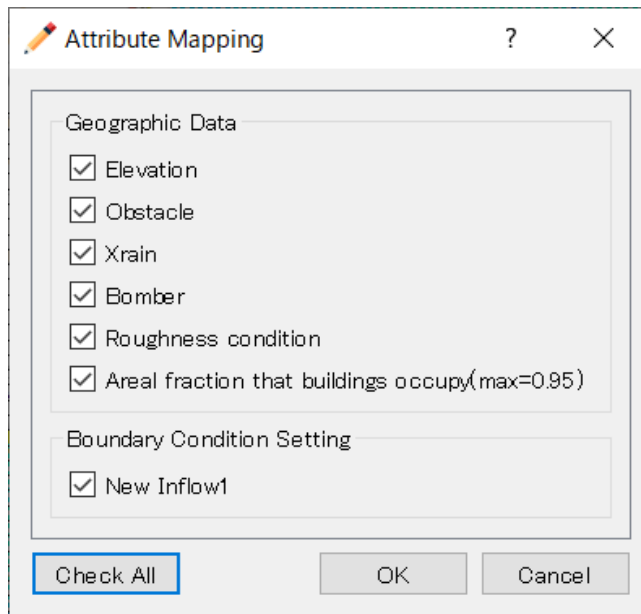 Attribute Mapping
Geographic Data
Elevation
Obstacle
Xrain
Bomber
Roughness condition
Areal fraction that buildings occupy(max=0.95)
Boundary Condition Setting
New Inflow1
Check All
OK
Cancel